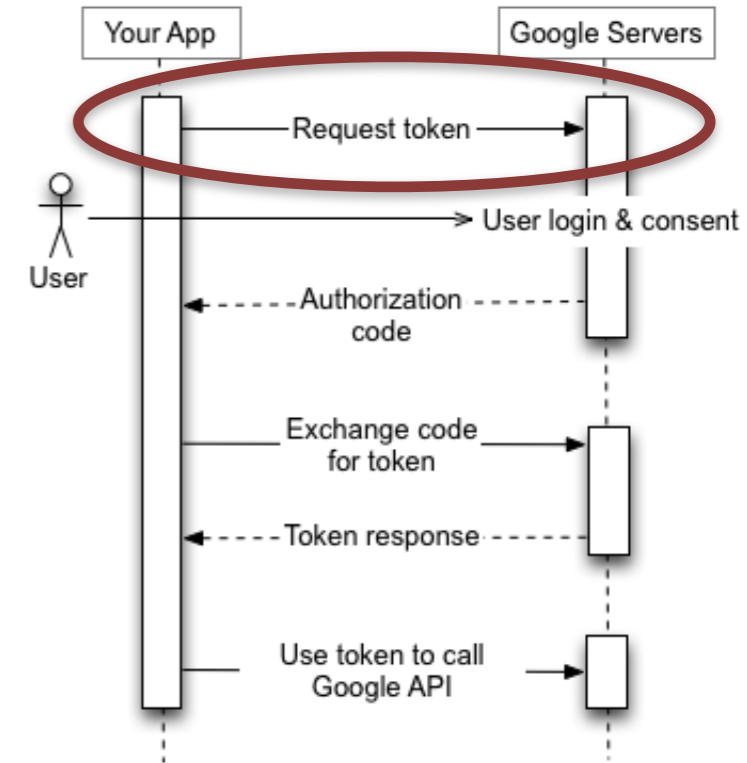 Your App
Google Servers
Request token
User login & consent
User
Authorization
code
Exchange code
for token
Token response
Use token to call
Google API